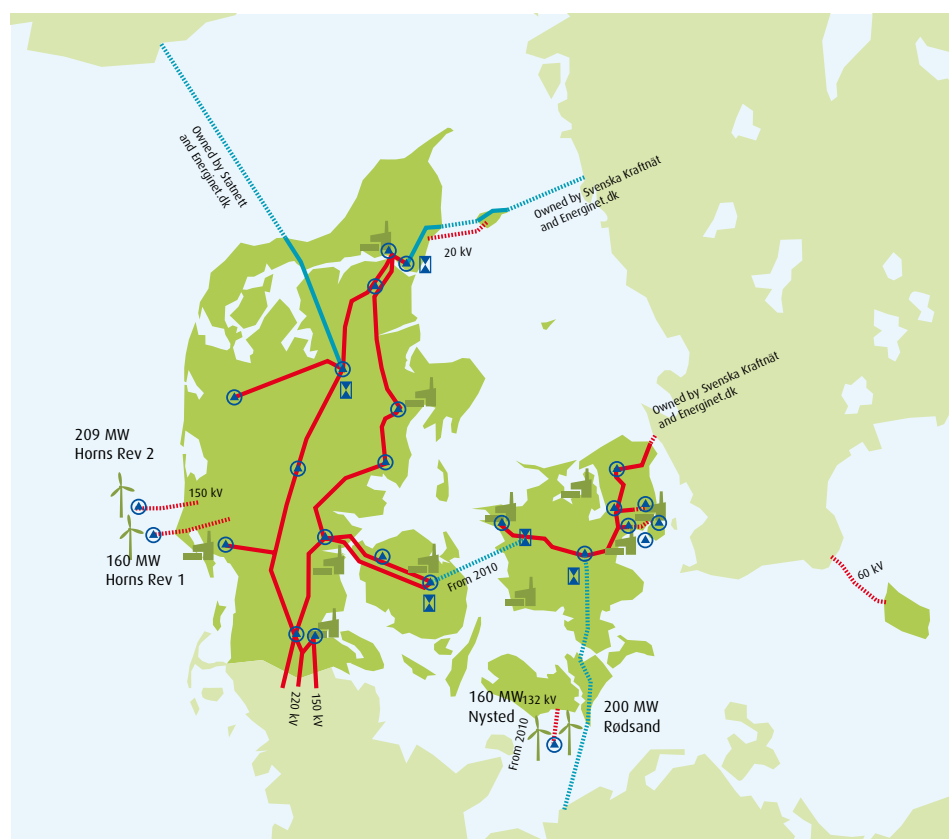 Owned by Statnett
and Energinet.dk
Owned by Svenska Kraftnät
and Energinet.dk
20 kV
Owned by Svenska Kraftnät
and Energinet.dk
209 MW
Horns Rev 2
150 kV
160 MW
Horns Rev 1
From 2010
60 kV
220 kV
150 kV
160 MW
Nysted
132 kV
From 2010
200 MW
Rødsand